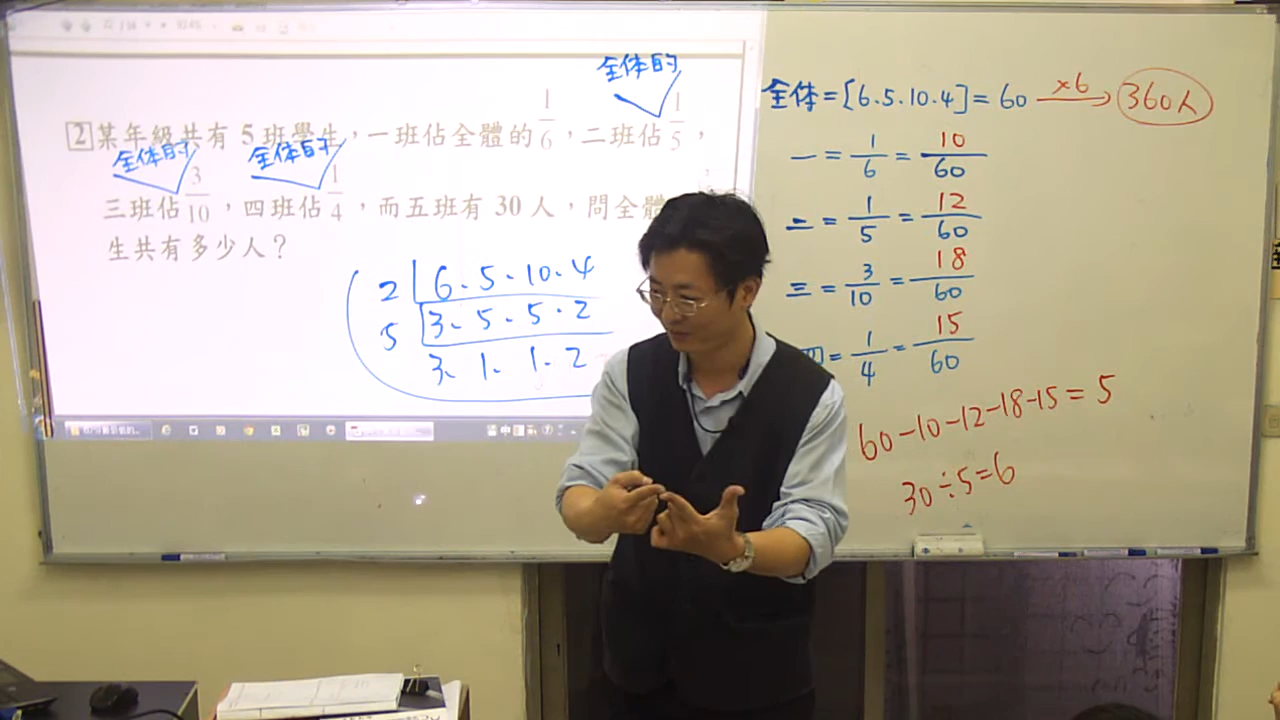 全体的
2 某年級共有 5 班學生，一班佔全體的 1/6，二班佔 1/5，
全体的 全体的
三班佔 3/10，四班佔 1/4，而五班有 30 人，問全體
生共有多少人？
2 6、5、10、4
5 3、5、5、2
3、1、1、2
全体=[6.5.10.4]=60 ×6→ 360人
一=1/6=10/60
二=1/5=12/60
三=3/10=18/60
四=1/4=15/60
60-10-12-18-15=5
30÷5=6